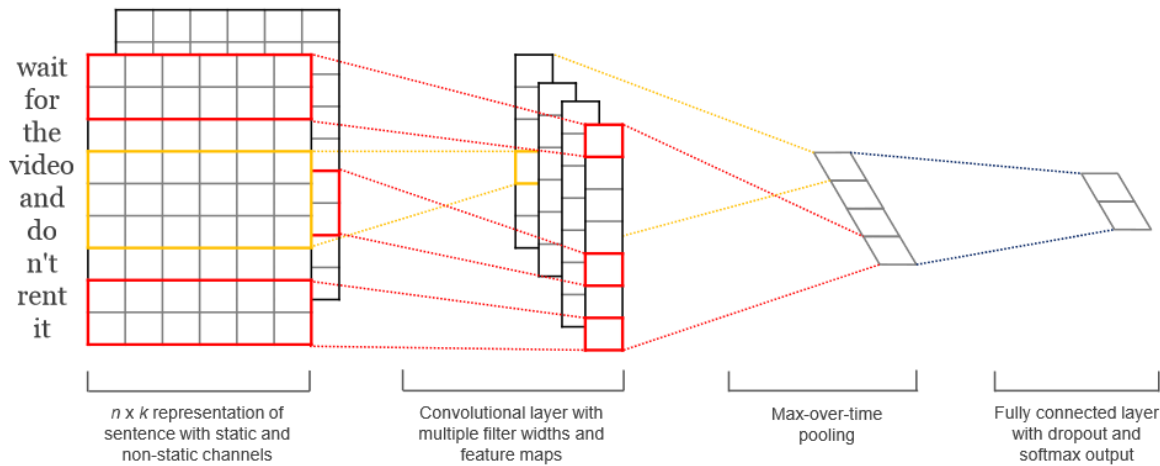 wait
for
the
video
and
do
n't
rent
it
n x k representation of
sentence with static and
non-static channels
Convolutional layer with
multiple filter widths and
feature maps
Max-over-time
pooling
Fully connected layer
with dropout and
softmax output